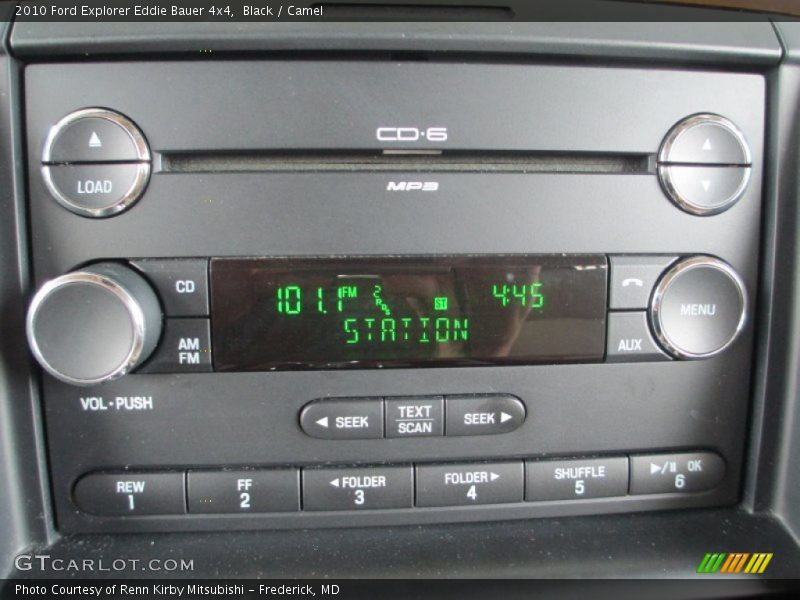 2010 Ford Explorer Eddie Bauer 4x4, Black / Camel
CD·6
LOAD
MP3
CD
101.1 FM 2 RDS ST 4:45
STATION
MENU
AM
FM
AUX
VOL·PUSH
◄ SEEK
TEXT
SCAN
SEEK ►
REW
1
FF
2
◄FOLDER
3
FOLDER►
4
SHUFFLE
5
►/II OK
6
GTCARLOT.COM
Photo Courtesy of Renn Kirby Mitsubishi - Frederick, MD